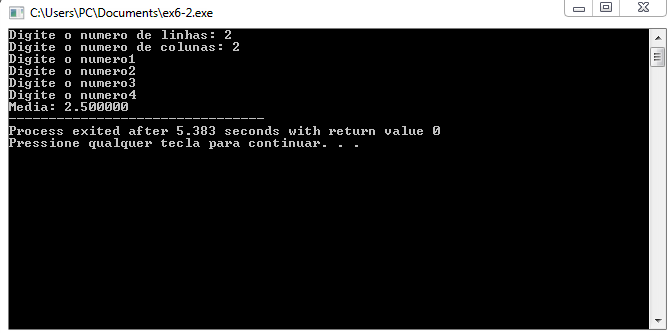 C:\Users\PC\Documents\ex6-2.exe
Digite o numero de linhas: 2
Digite o numero de colunas: 2
Digite o numero1
Digite o numero2
Digite o numero3
Digite o numero4
Media: 2.500000
--------------------------------
Process exited after 5.383 seconds with return value 0
Pressione qualquer tecla para continuar. . .